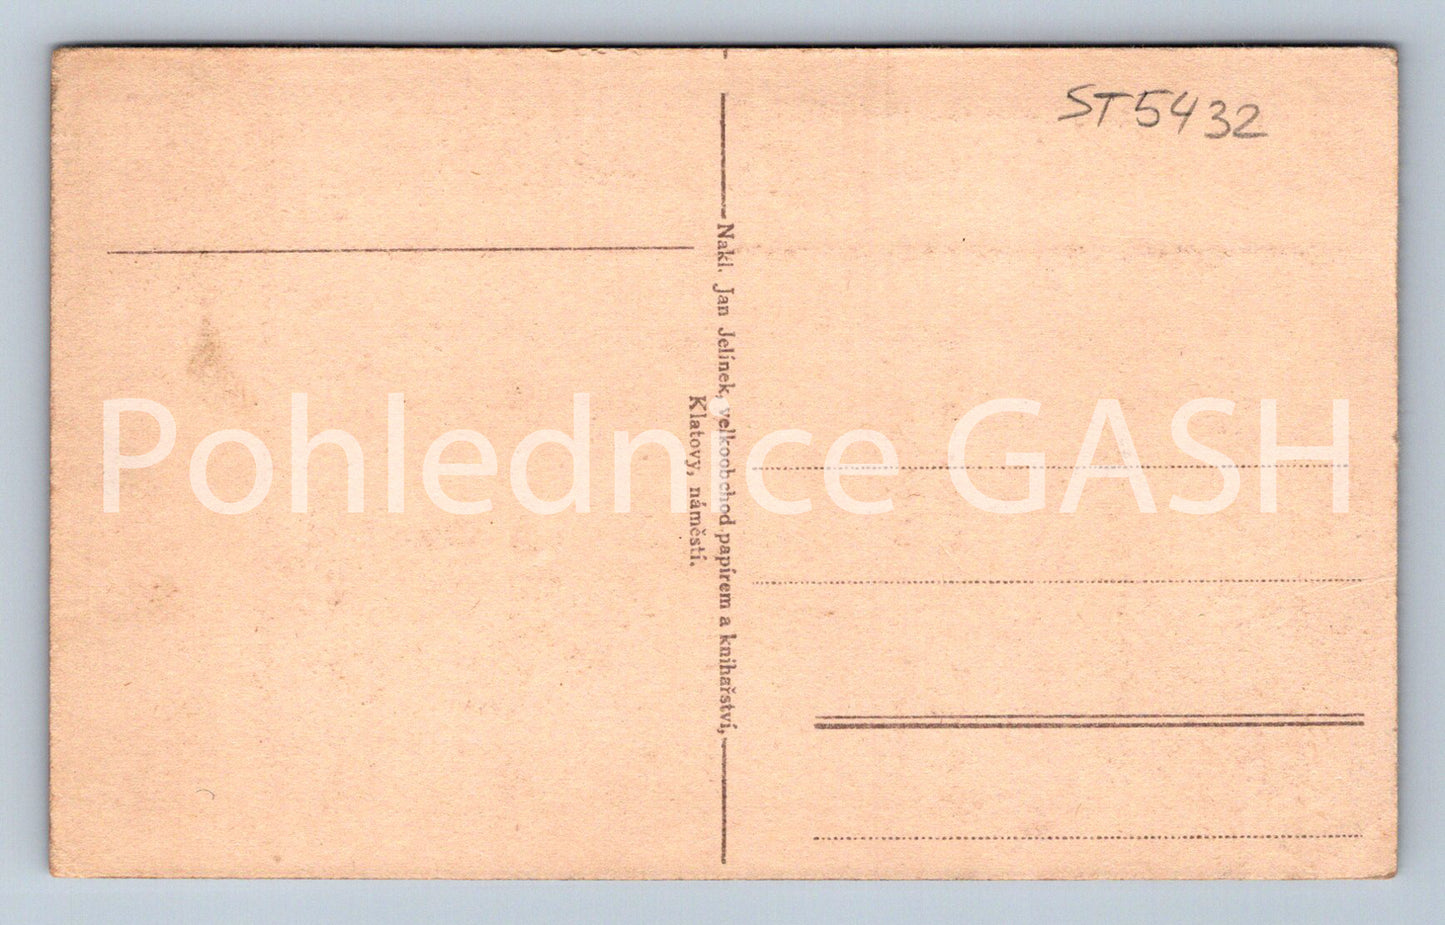 ST5432
Nakl. Jan Jelínek, velkoobchod papírem a knihařství,
Klatovy, náměstí.
Pohlednice GASH